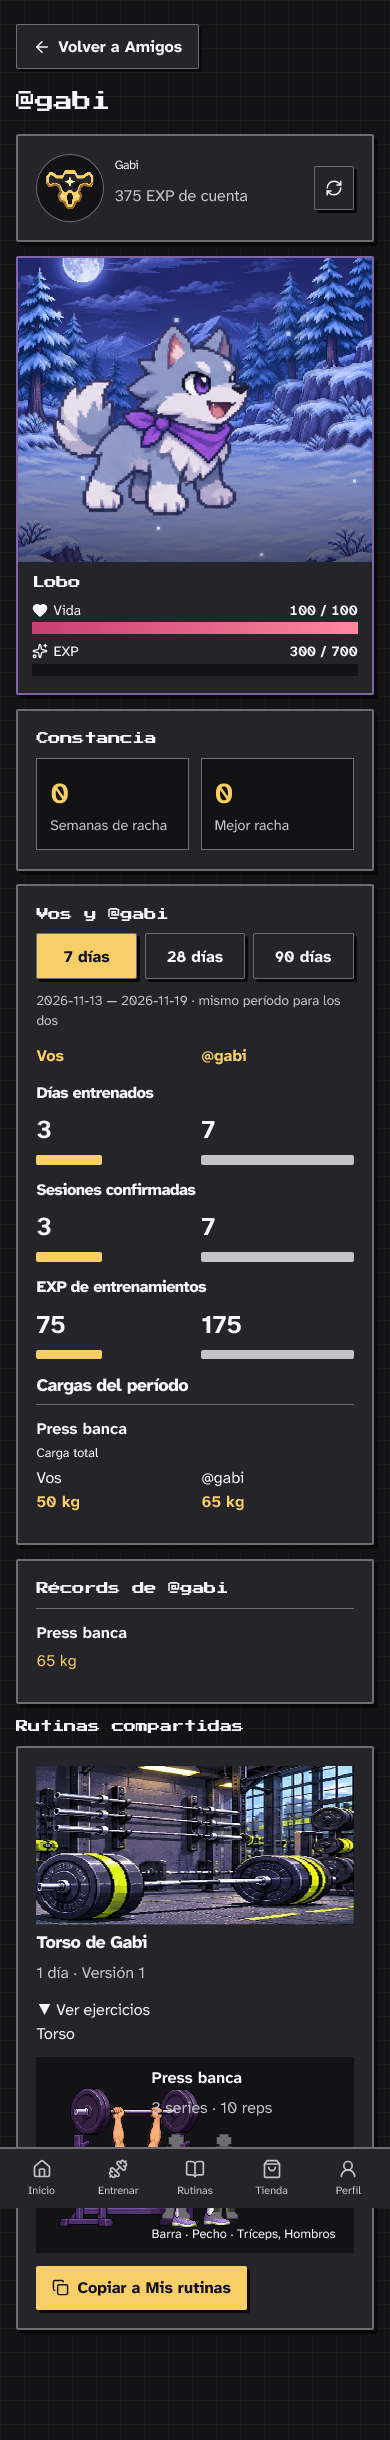 Volver a Amigos
@gabi
Gabi
375 EXP de cuenta
Lobo
Vida 100 / 100
EXP 300 / 700
Constancia
0 0
Semanas de racha Mejor racha
Vos y @gabi
7 días 28 días 90 días
2026-11-13 — 2026-11-19 · mismo período para los
dos
Vos @gabi
Días entrenados
3 7
Sesiones confirmadas
3 7
EXP de entrenamientos
75 175
Cargas del período
Press banca
Carga total
Vos @gabi
50 kg 65 kg
Récords de @gabi
Press banca
65 kg
Rutinas compartidas
Torso de Gabi
1 día · Versión 1
▼ Ver ejercicios
Torso
Press banca
3 series · 10 reps
Inicio Entrenar Rutinas Tienda Perfil
Barra · Pecho · Tríceps, Hombros
Copiar a Mis rutinas